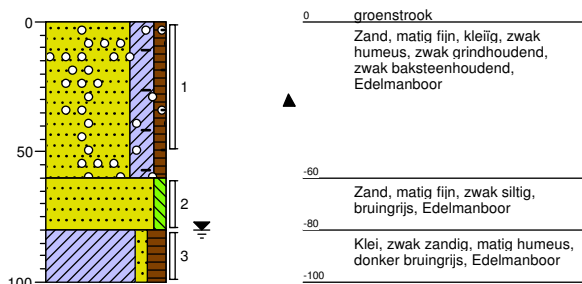 0
50
100
1
2
3
0
groenstrook
Zand, matig fijn, kleiïg, zwak
humeus, zwak grindhoudend,
zwak baksteenhoudend,
Edelmanboor
-60
Zand, matig fijn, zwak siltig,
bruingrijs, Edelmanboor
-80
Klei, zwak zandig, matig humeus,
donker bruingrijs, Edelmanboor
-100